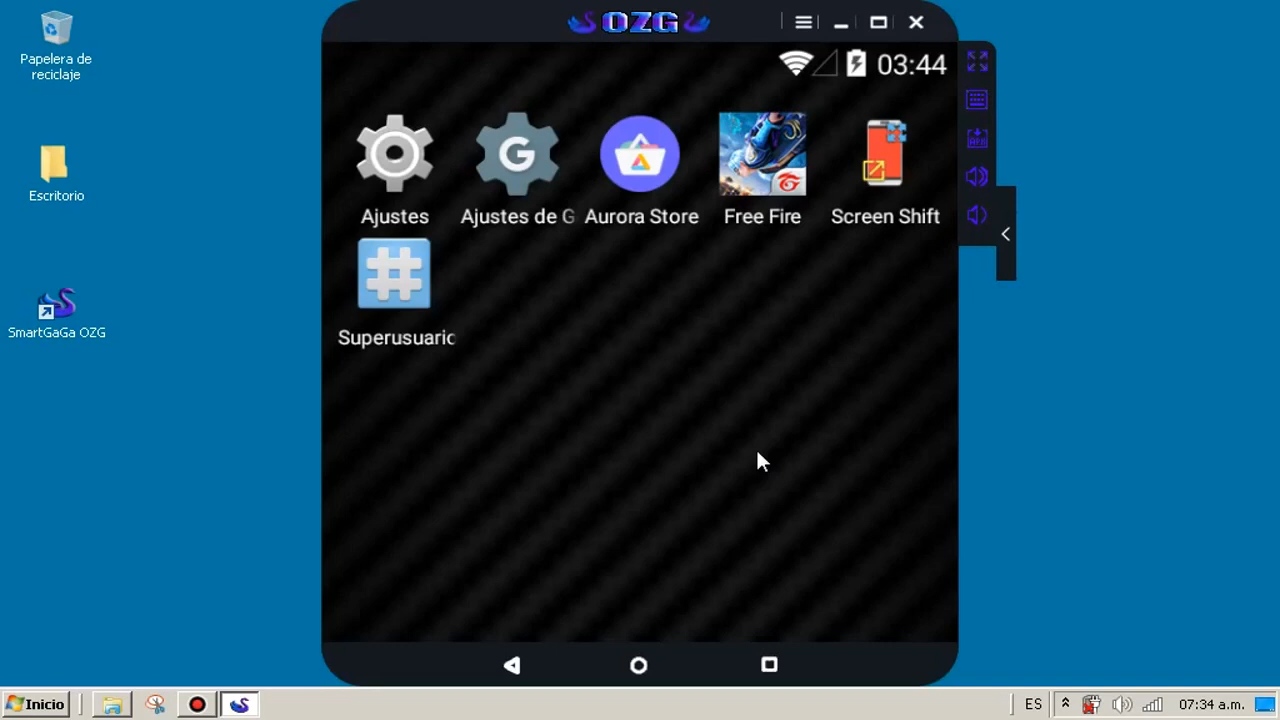 Papelera de
reciclaje
Escritorio
SmartGaGa OZG
OZG
03:44
G
Ajustes
Ajustes de G
Aurora Store
Free Fire
Screen Shift
#
Superusuario
Inicio
ES
07:34 a.m.